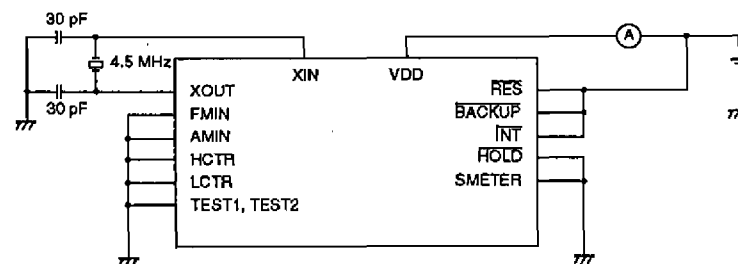 30 pF
4.5 MHz
30 pF
A
XIN
VDD
XOUT
FMIN
AMIN
HCTR
LCTR
TEST1, TEST2
RES
BACKUP
INT
HOLD
SMETER